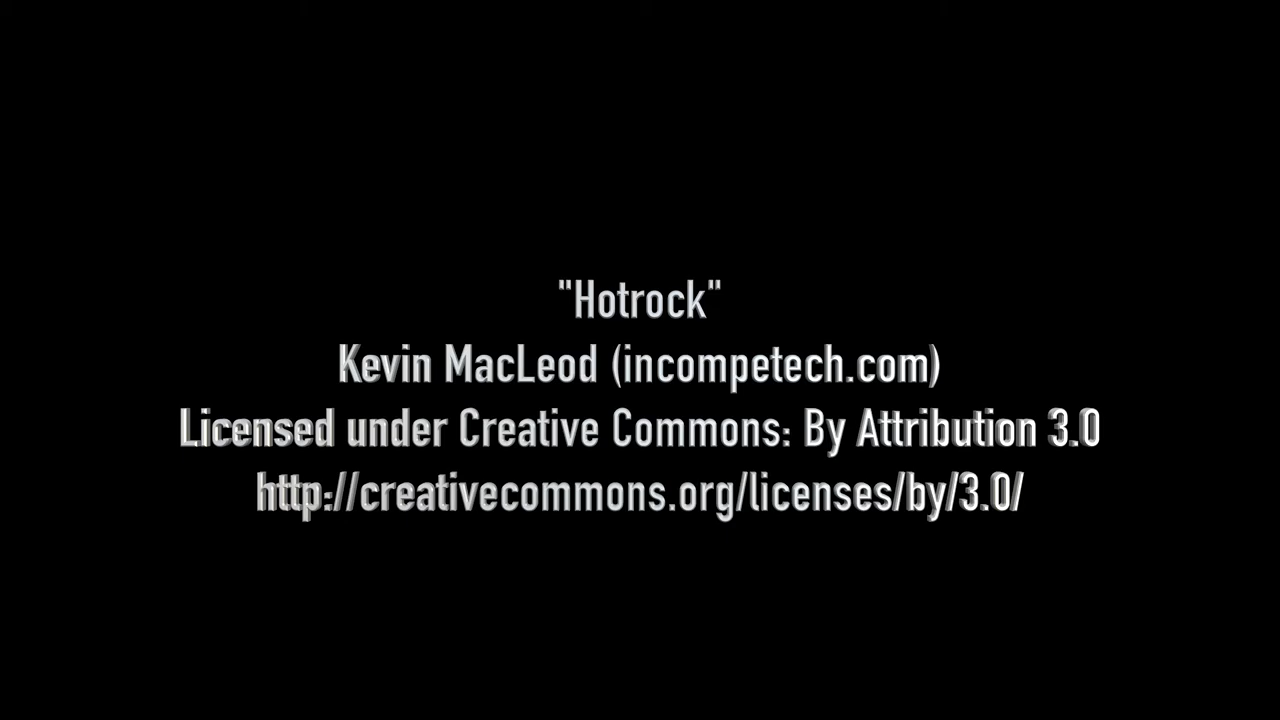 "Hotrock"
Kevin MacLeod (incompetech.com)
Licensed under Creative Commons: By Attribution 3.0
http://creativecommons.org/licenses/by/3.0/